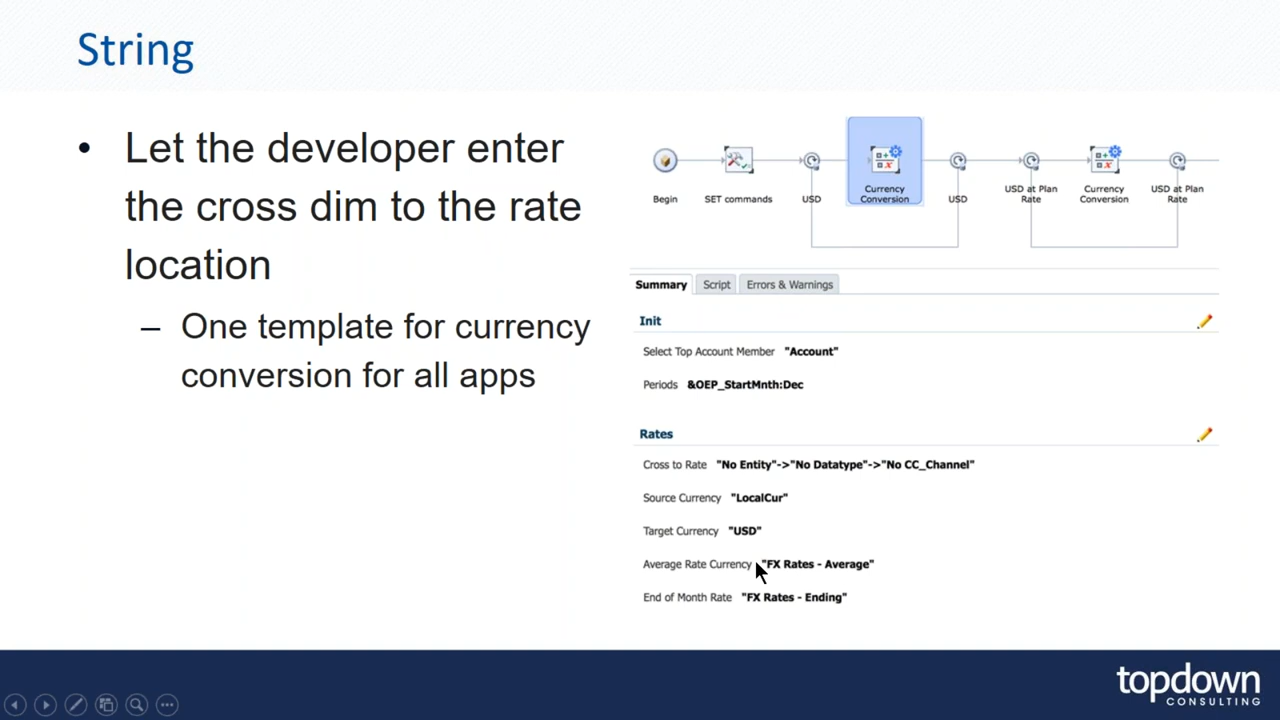 String
• Let the developer enter
the cross dim to the rate
location
– One template for currency
conversion for all apps
Begin
SET commands
USD
Currency
Conversion
USD
USD at Plan
Rate
Currency
Conversion
USD at Plan
Rate
Summary Script Errors & Warnings
Init
Select Top Account Member "Account"
Periods &OEP_StartMnth:Dec
Rates
Cross to Rate "No Entity"->"No Datatype"->"No CC_Channel"
Source Currency "LocalCur"
Target Currency "USD"
Average Rate Currency "FX Rates - Average"
End of Month Rate "FX Rates - Ending"
topdown
CONSULTING